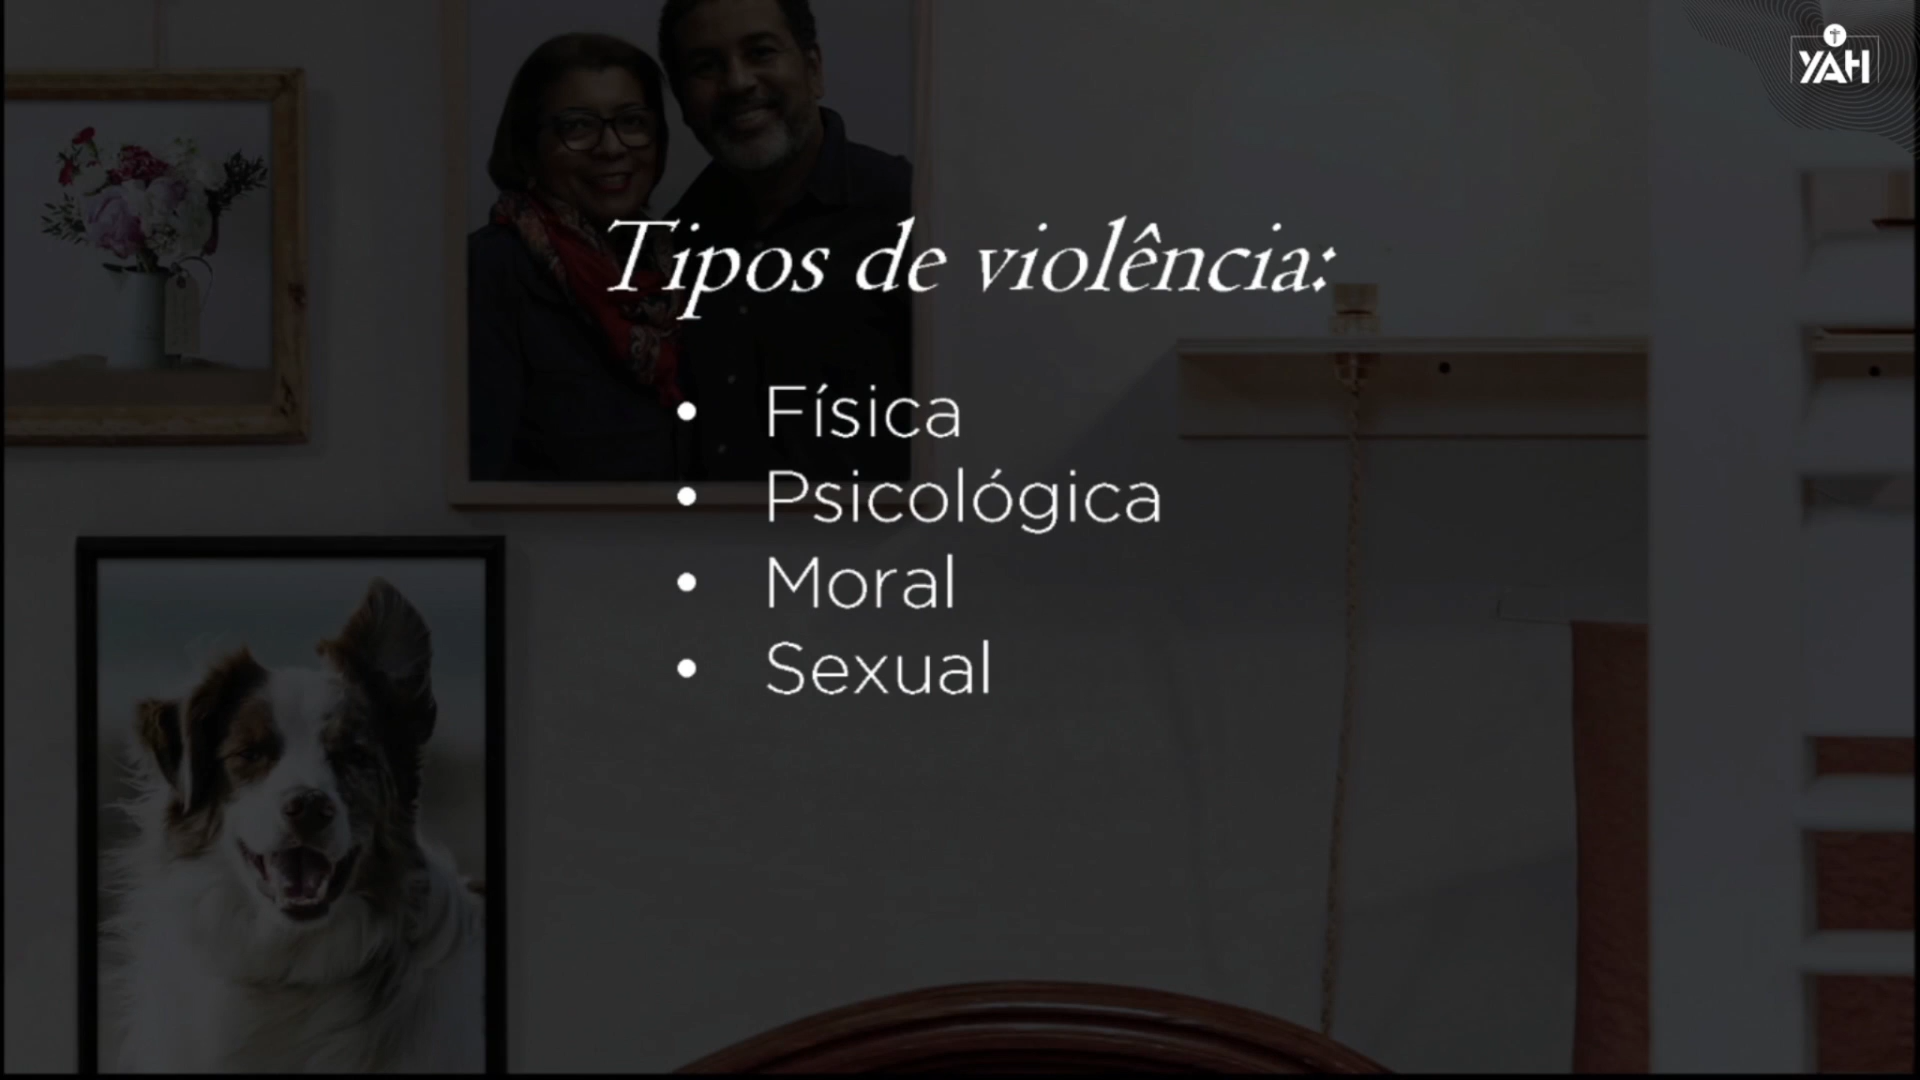 YAH
Tipos de violência:
• Física
• Psicológica
• Moral
• Sexual